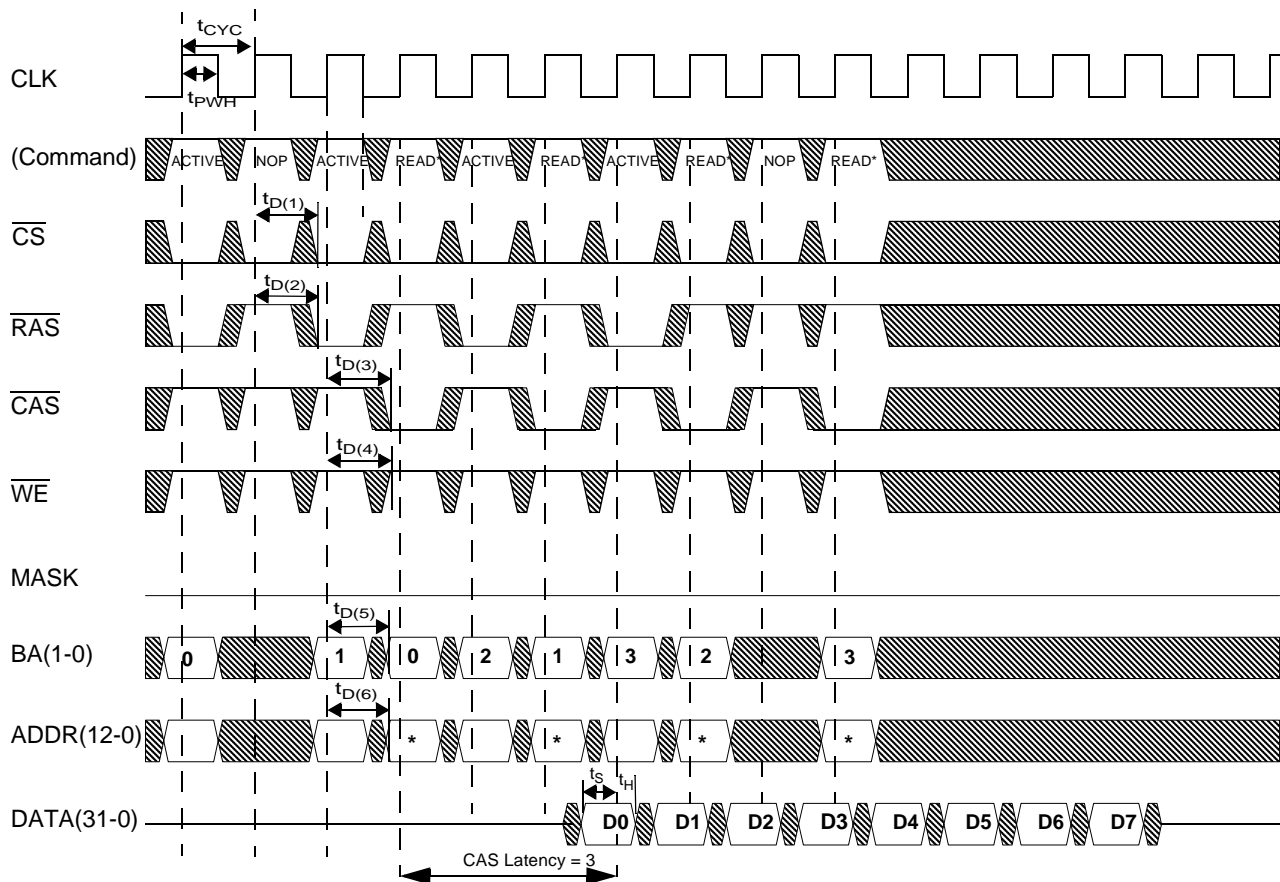 tCYC
CLK
tPWH
(Command) ACTIVE NOP ACTIVE READ* ACTIVE READ* ACTIVE READ* NOP READ*
tD(1)
CS
tD(2)
RAS
tD(3)
CAS
tD(4)
WE
MASK
tD(5)
BA(1-0) 0 1 0 2 1 3 2 3
tD(6)
ADDR(12-0) * * * *
tS tH
DATA(31-0) D0 D1 D2 D3 D4 D5 D6 D7
CAS Latency = 3